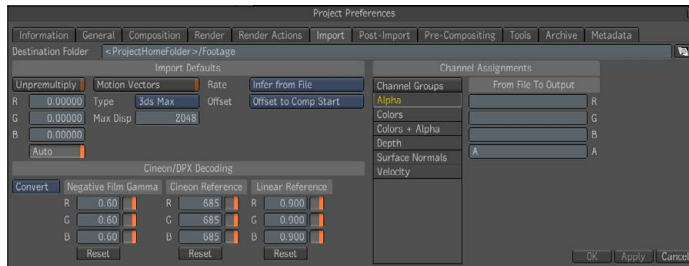 Project Preferences
Information General Composition Render Render Actions Import Post-Import Pre-Compositing Tools Archive Metadata
Destination Folder <ProjectHomeFolder>/Footage
Import Defaults
Unpremultiply Motion Vectors Rate Infer from File
R 0.00000 Type 3ds Max Offset Offset to Comp Start
G 0.00000 Max Disp 2048
B 0.00000
Auto
Cineon/DPX Decoding
Convert Negative Film Gamma Cineon Reference Linear Reference
R 0.60 R 685 R 0.900
G 0.60 G 685 G 0.900
B 0.60 B 685 B 0.900
Reset Reset Reset
Channel Assignments
Channel Groups From File To Output
Alpha R
Colors G
Colors + Alpha B
Depth A A
Surface Normals
Velocity
OK Apply Cancel